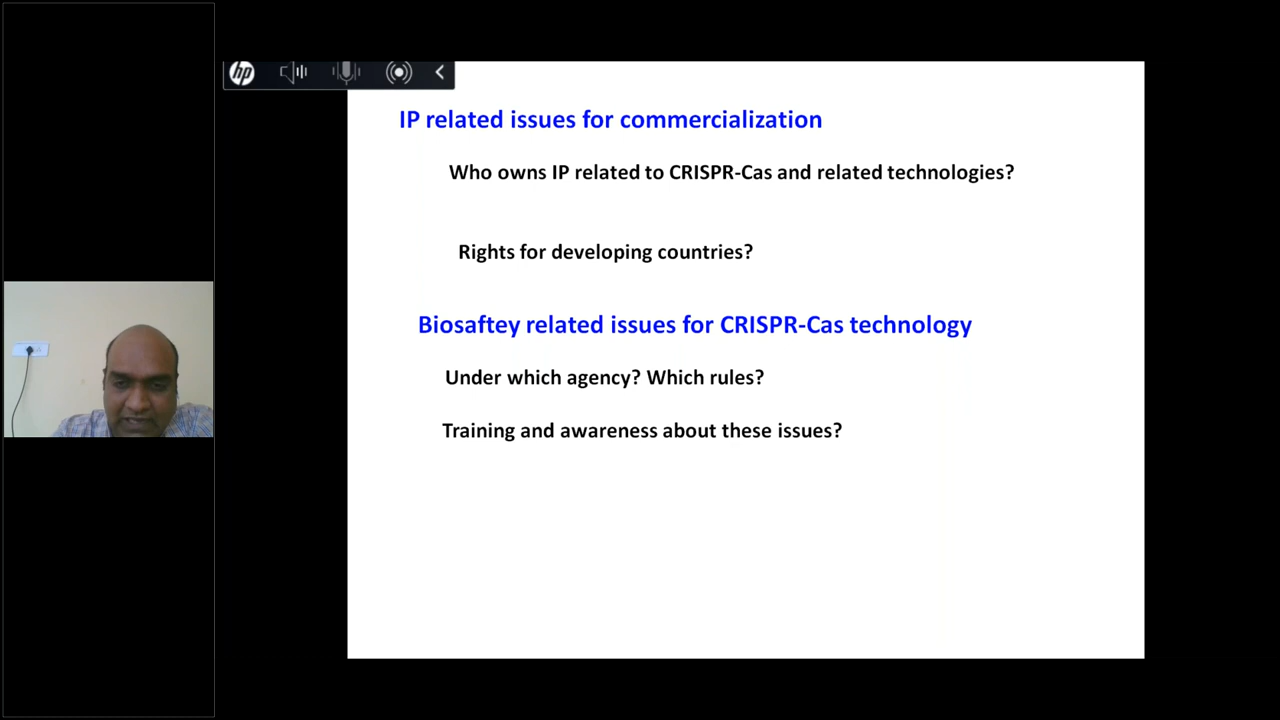 hp
IP related issues for commercialization
Who owns IP related to CRISPR-Cas and related technologies?
Rights for developing countries?
Biosaftey related issues for CRISPR-Cas technology
Under which agency? Which rules?
Training and awareness about these issues?